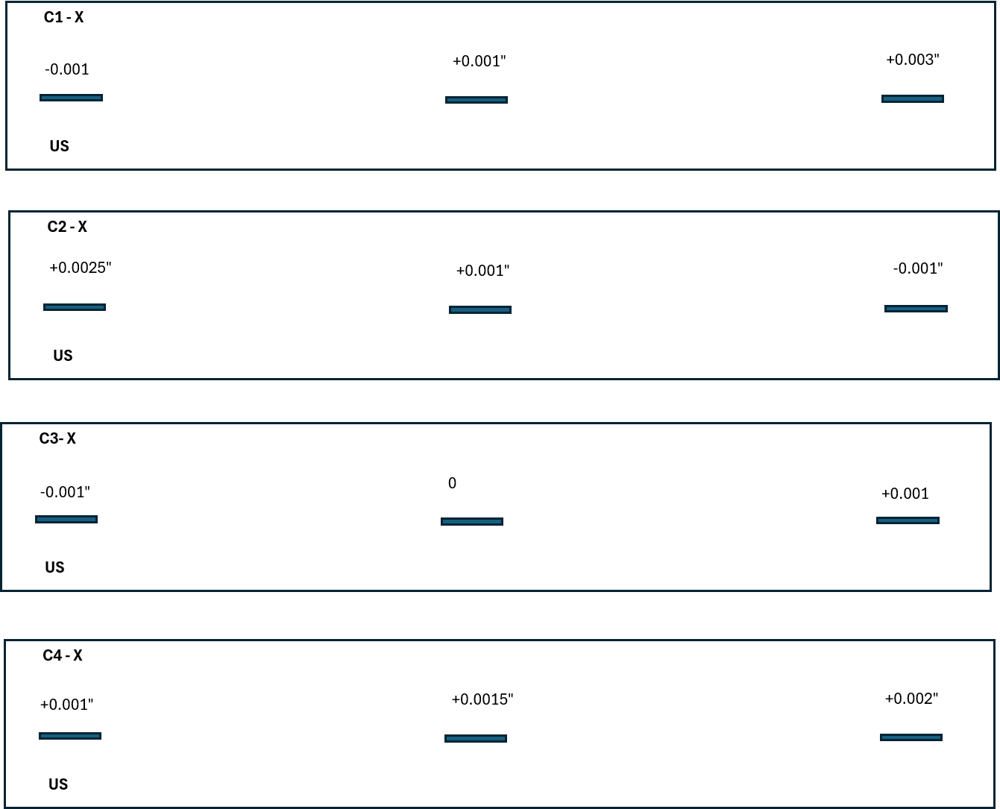 C1 - X
-0.001
+0.001"
+0.003"
US
C2 - X
+0.0025"
+0.001"
-0.001"
US
C3- X
-0.001"
0
+0.001
US
C4 - X
+0.001"
+0.0015"
+0.002"
US